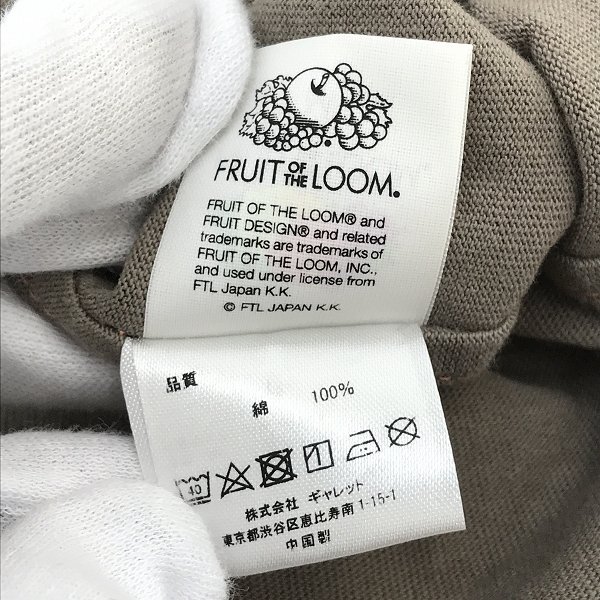 FRUIT OF THE LOOM.
FRUIT OF THE LOOM® and
FRUIT DESIGN® and related
trademarks are trademarks of
FRUIT OF THE LOOM, INC.,
and used under license from
FTL Japan K.K.
© FTL JAPAN K.K.
品質
綿 100%
40
株式会社 ギャレット
東京都渋谷区恵比寿南1-15-1
中国製